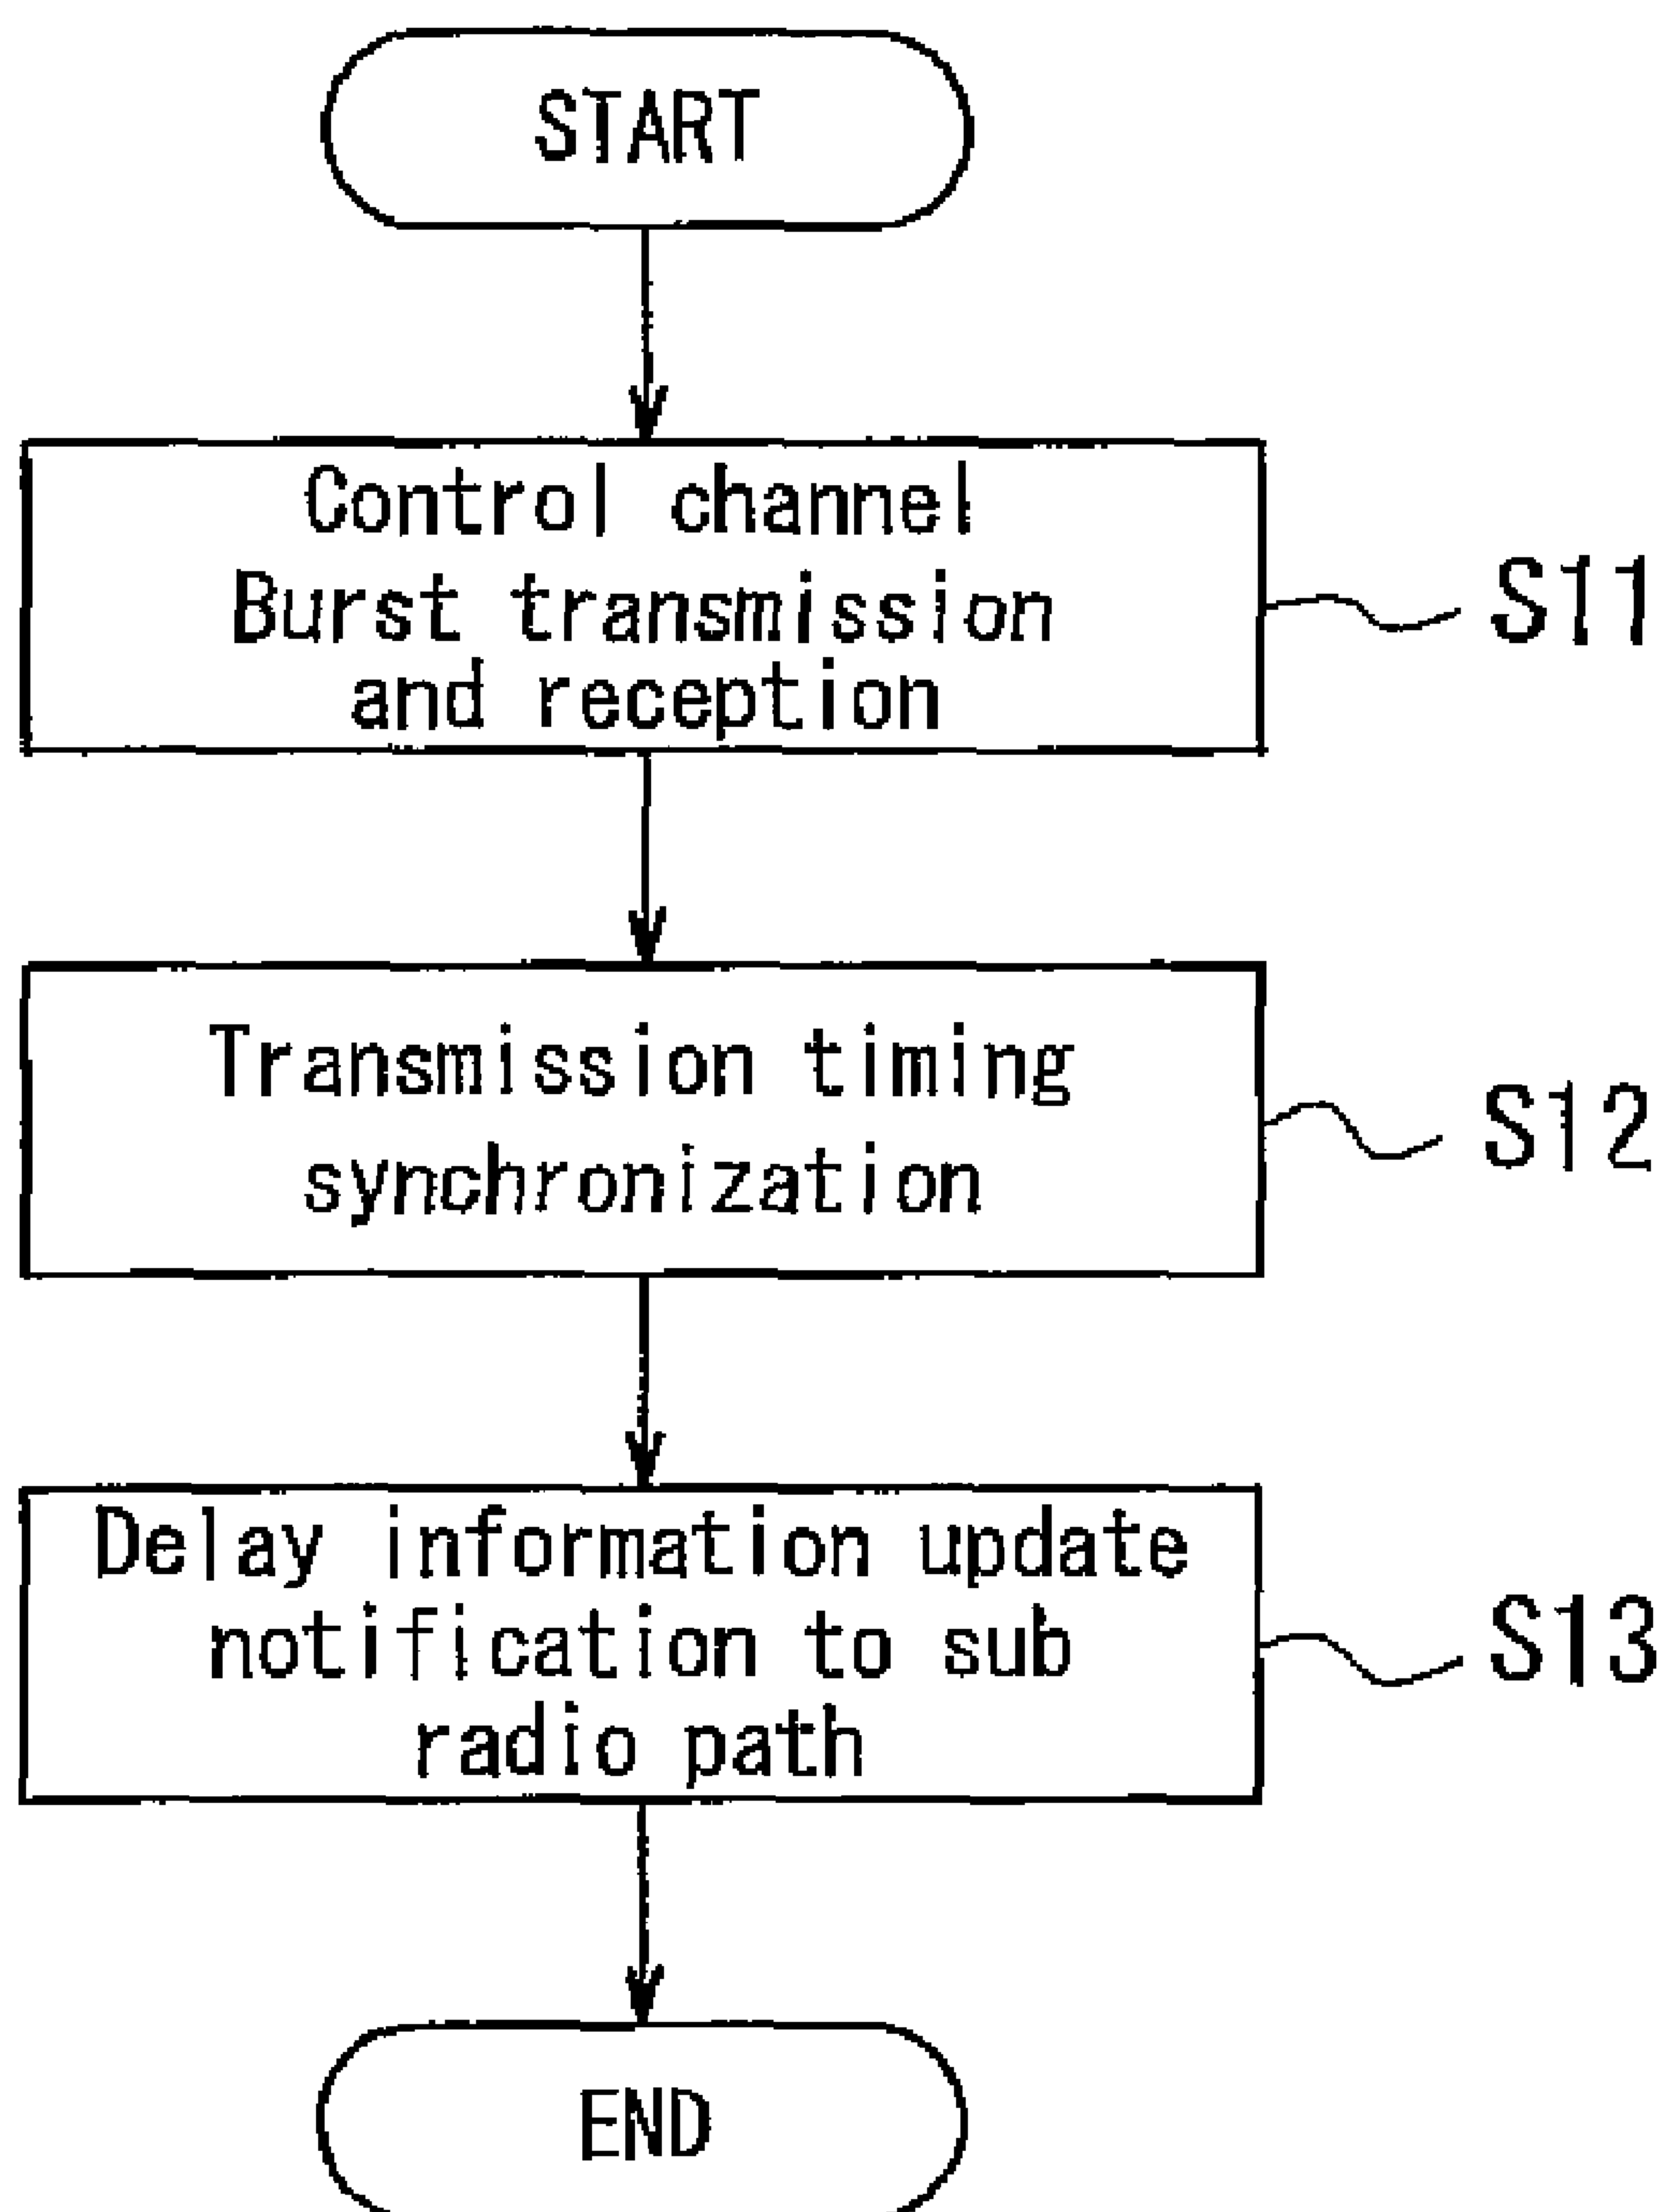 START
Control channel
Burst transmission
and reception
S11
Transmission timing
synchronization
S12
Delay information update
notification to sub
radio path
S13
END